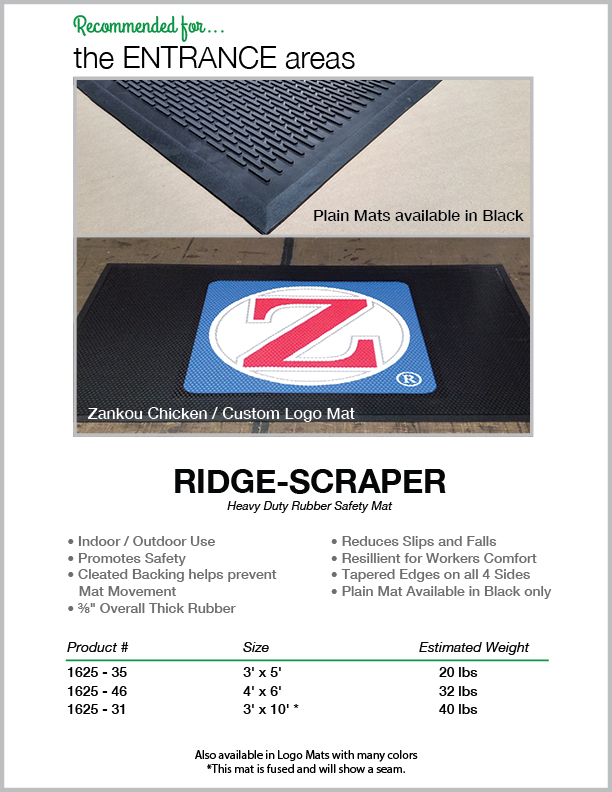 Recommended for...
the ENTRANCE areas
Plain Mats available in Black
Z
®
Zankou Chicken / Custom Logo Mat
RIDGE-SCRAPER
Heavy Duty Rubber Safety Mat
• Indoor / Outdoor Use
• Promotes Safety
• Cleated Backing helps prevent
Mat Movement
• ⅜" Overall Thick Rubber
• Reduces Slips and Falls
• Resillient for Workers Comfort
• Tapered Edges on all 4 Sides
• Plain Mat Available in Black only
Product # Size Estimated Weight
1625 - 35 3' x 5' 20 lbs
1625 - 46 4' x 6' 32 lbs
1625 - 31 3' x 10' * 40 lbs
Also available in Logo Mats with many colors
*This mat is fused and will show a seam.